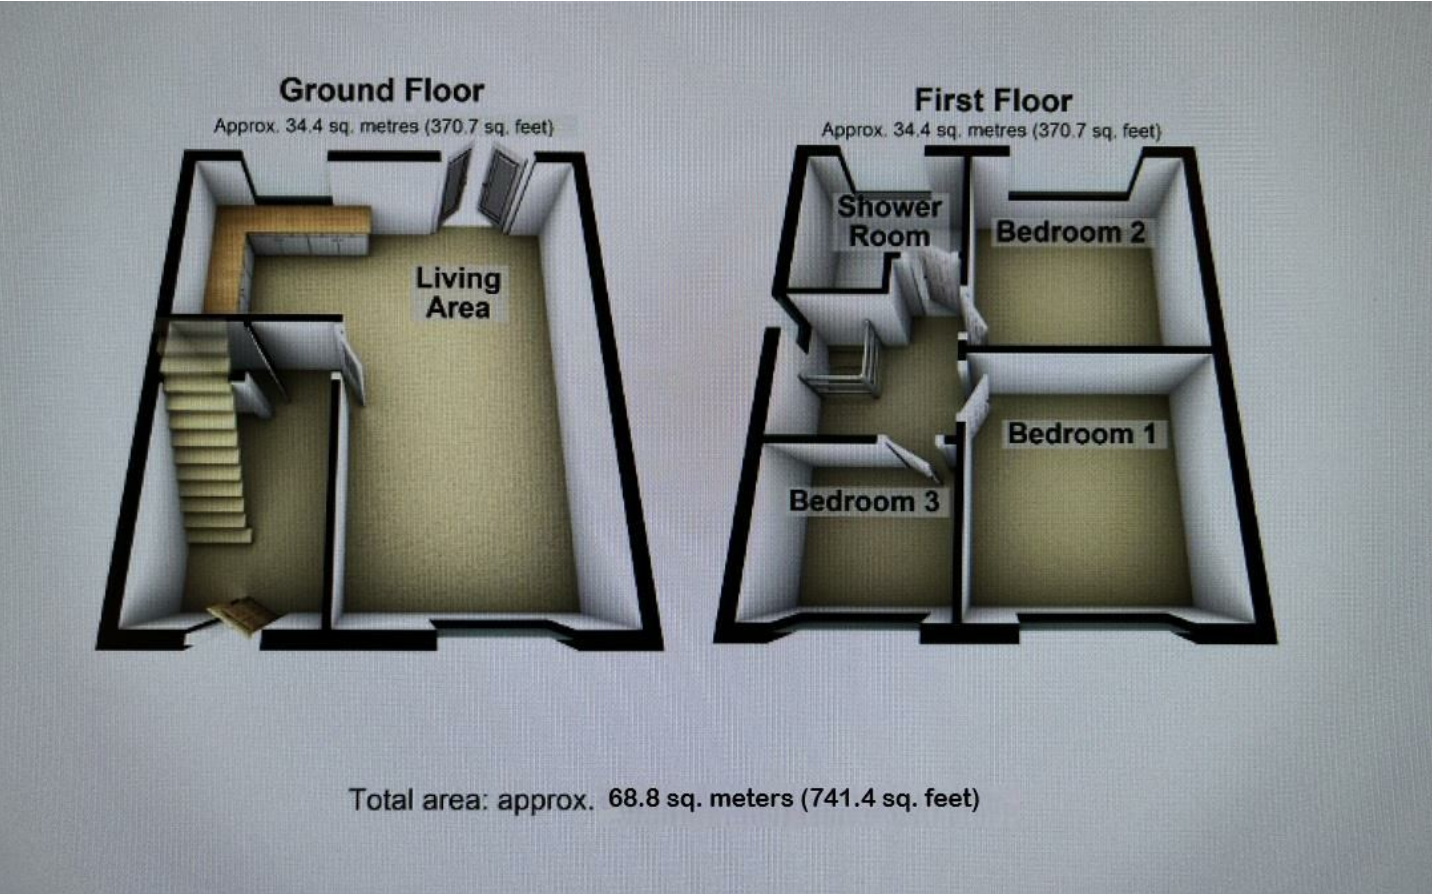 Ground Floor
Approx. 34.4 sq. metres (370.7 sq. feet)
Living
Area
First Floor
Approx. 34.4 sq. metres (370.7 sq. feet)
Shower
Room
Bedroom 2
Bedroom 1
Bedroom 3
Total area: approx. 68.8 sq. meters (741.4 sq. feet)